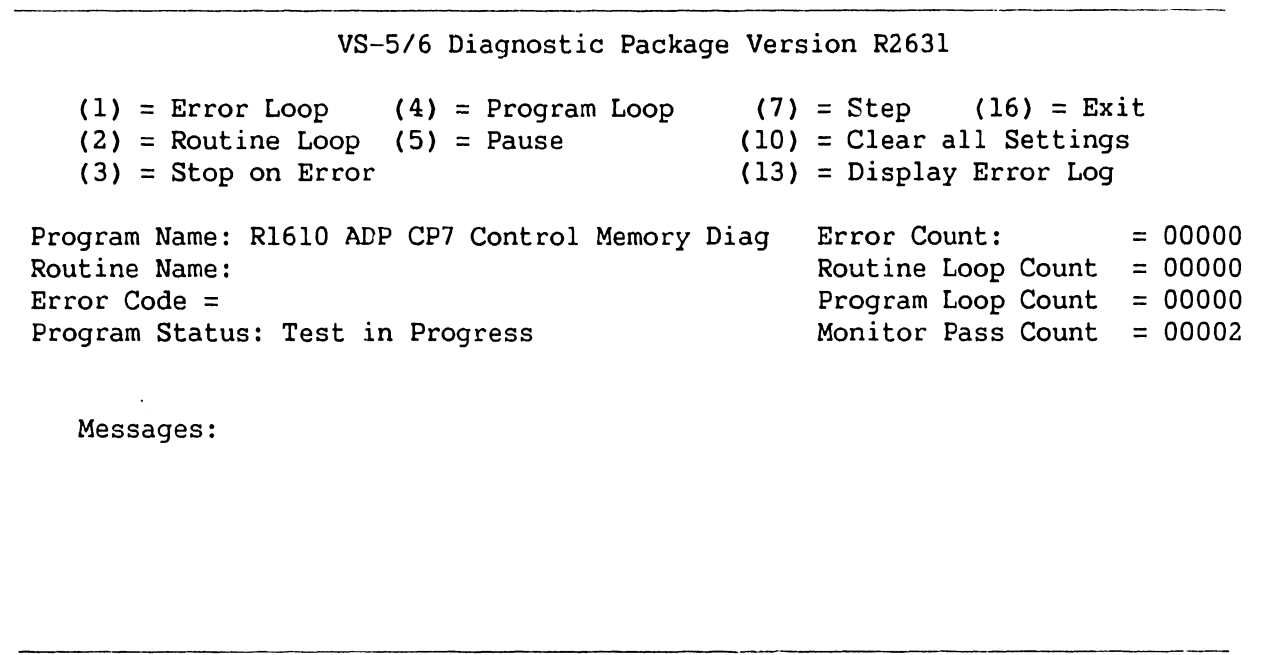 VS-5/6 Diagnostic Package Version R2631
(1) = Error Loop (4) = Program Loop (7) = Step (16) = Exit
(2) = Routine Loop (5) = Pause (10) = Clear all Settings
(3) = Stop on Error (13) = Display Error Log
Program Name: R1610 ADP CP7 Control Memory Diag Error Count: = 00000
Routine Name: Routine Loop Count = 00000
Error Code = Program Loop Count = 00000
Program Status: Test in Progress Monitor Pass Count = 00002
Messages: